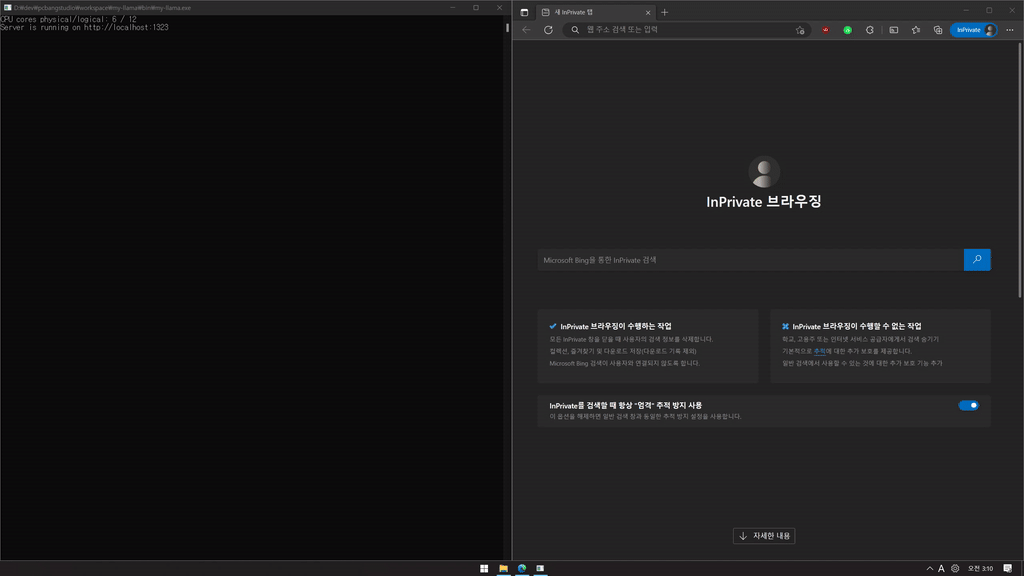 D:\dev\pcbangstudio\workspace\my-llama\bin\my-llama.exe
CPU cores physical/logical: 6 / 12
Server is running on http://localhost:1323
새 InPrivate 탭
웹 주소 검색 또는 입력
InPrivate
InPrivate 브라우징
Microsoft Bing을 통한 InPrivate 검색
InPrivate 브라우징이 수행하는 작업
모든 InPrivate 창을 닫을 때 사용자의 검색 정보를 삭제합니다.
컬렉션, 즐겨찾기 및 다운로드 저장(다운로드 기록 제외)
Microsoft Bing 검색이 사용자와 연결되지 않도록 합니다.
InPrivate 브라우징이 수행할 수 없는 작업
학교, 고용주 또는 인터넷 서비스 공급자에게서 검색 숨기기
기본적으로 추적에 대한 추가 보호를 제공합니다.
일반 검색에서 사용할 수 있는 것에 대한 추가 보호 기능 추가
InPrivate를 검색할 때 항상 "엄격" 추적 방지 사용
이 옵션을 해제하면 일반 검색 창과 동일한 추적 방지 설정을 사용합니다.
자세한 내용
A
오전 3:10